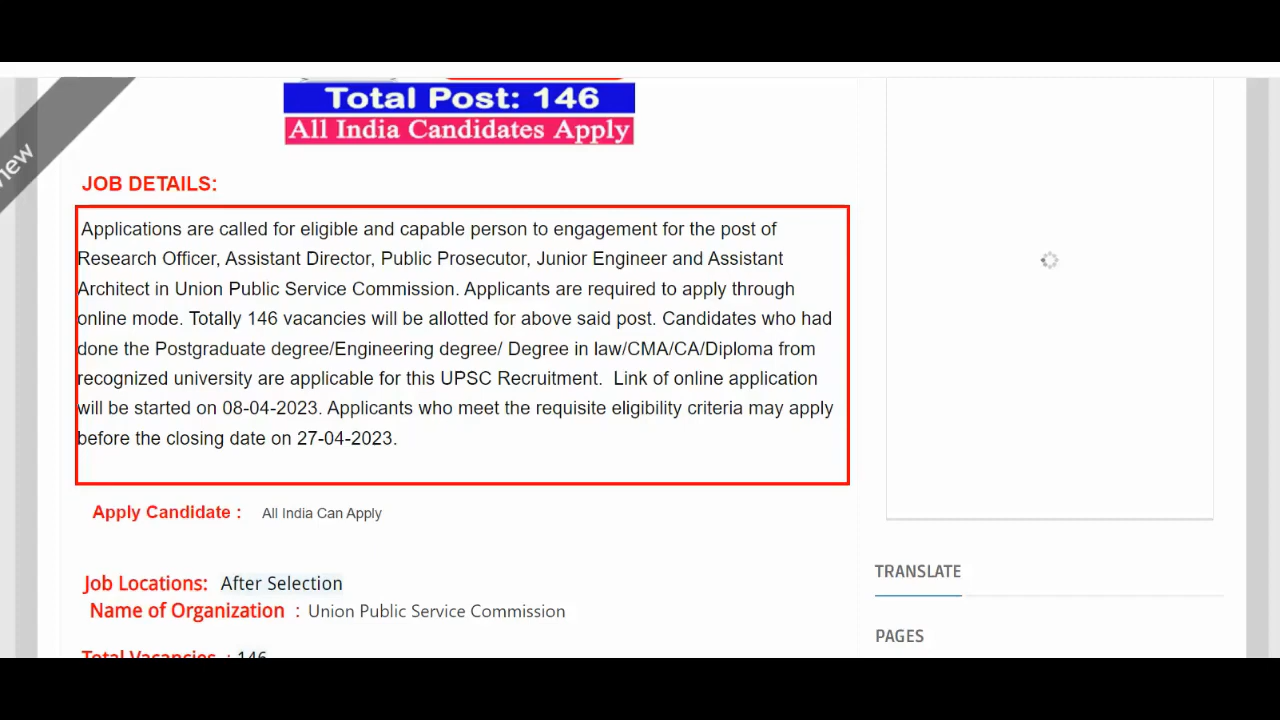 Total Post: 146
All India Candidates Apply
JOB DETAILS:
Applications are called for eligible and capable person to engagement for the post of
Research Officer, Assistant Director, Public Prosecutor, Junior Engineer and Assistant
Architect in Union Public Service Commission. Applicants are required to apply through
online mode. Totally 146 vacancies will be allotted for above said post. Candidates who had
done the Postgraduate degree/Engineering degree/ Degree in law/CMA/CA/Diploma from
recognized university are applicable for this UPSC Recruitment.  Link of online application
will be started on 08-04-2023. Applicants who meet the requisite eligibility criteria may apply
before the closing date on 27-04-2023.
Apply Candidate : All India Can Apply
Job Locations: After Selection
Name of Organization : Union Public Service Commission
Total Vacancies : 146
TRANSLATE
PAGES